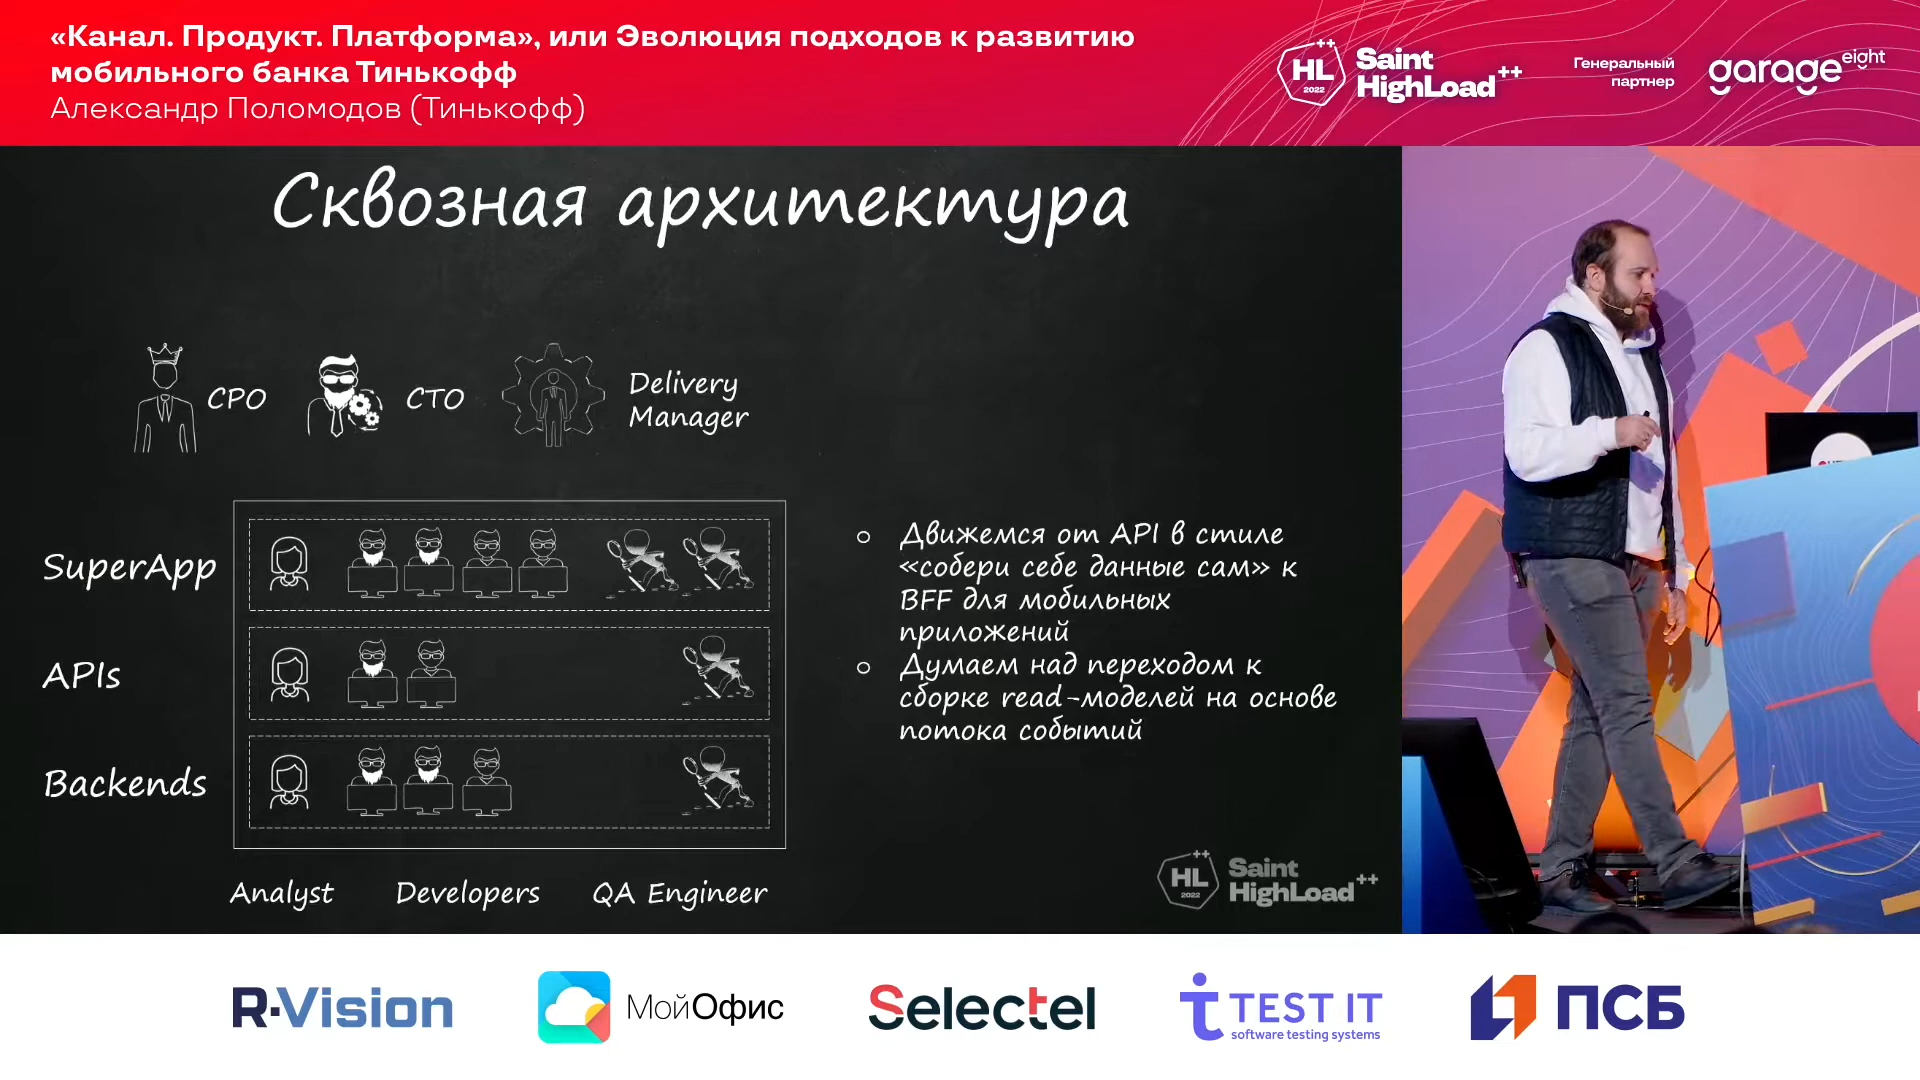 «Канал. Продукт. Платформа», или Эволюция подходов к развитию
мобильного банка Тинькофф
Александр Поломодов (Тинькофф)
HL
++
2022
Saint
HighLoad++
Генеральный
партнер
garage eight
Сквозная архитектура
CPO
CTO
Delivery
Manager
SuperApp
APIs
Backends
Analyst
Developers
QA Engineer
Движемся от API в стиле
«собери себе данные сам» к
BFF для мобильных
приложений
Думаем над переходом к
сборке read-моделей на основе
потока событий
HL
++
2022
Saint
HighLoad++
R·Vision
МойОфис
Selectel
TEST IT
software testing systems
ПСБ